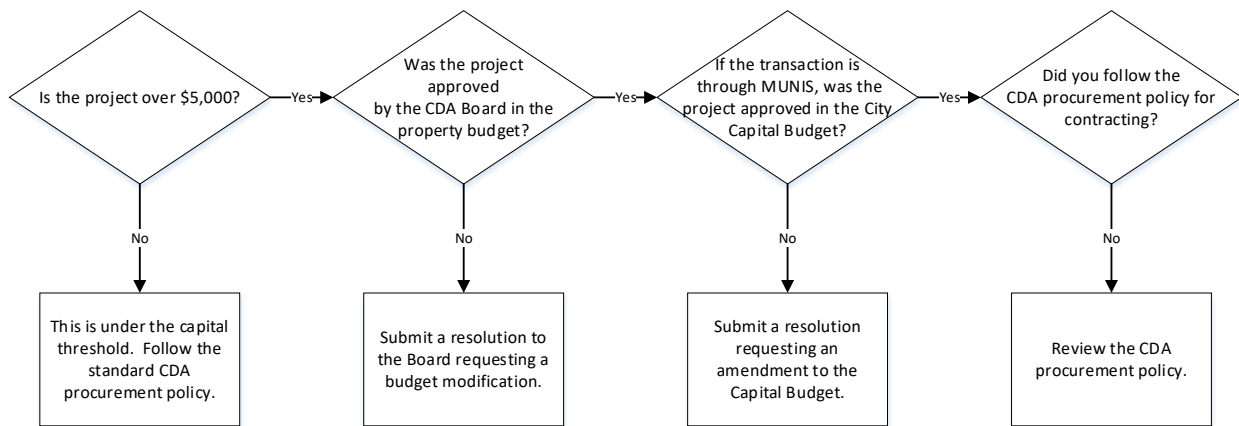 Is the project over $5,000?
Yes
Was the project
approved
by the CDA Board in the
property budget?
Yes
If the transaction is
through MUNIS, was the
project approved in the City
Capital Budget?
Yes
Did you follow the
CDA procurement policy for
contracting?
No
No
No
No
This is under the capital
threshold.  Follow the
standard CDA
procurement policy.
Submit a resolution to
the Board requesting a
budget modification.
Submit a resolution
requesting an
amendment to the
Capital Budget.
Review the CDA
procurement policy.